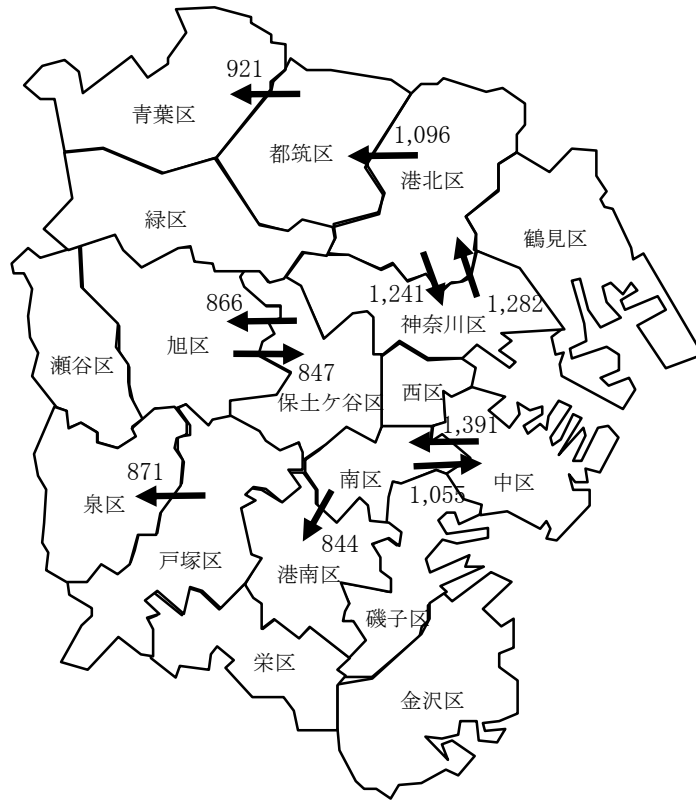 921
青葉区
1,096
都筑区
港北区
緑区
鶴見区
1,241
1,282
神奈川区
866
旭区
847
瀬谷区
西区
保土ケ谷区
1,391
871
南区
中区
泉区
1,055
844
戸塚区
港南区
磯子区
栄区
金沢区